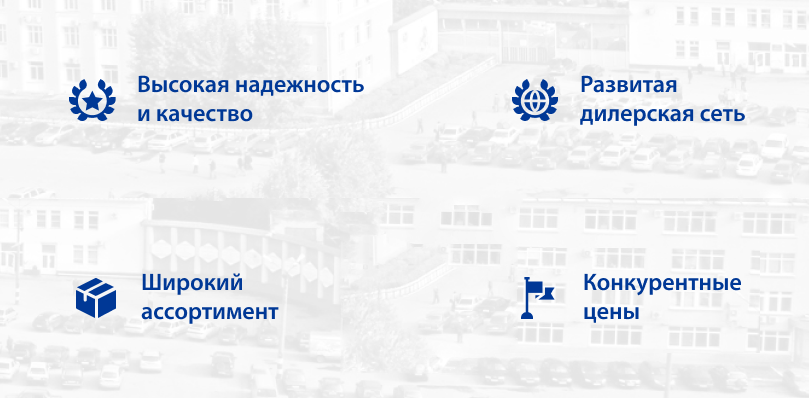 Высокая надежность
и качество
Развитая
дилерская сеть
Широкий
ассортимент
Конкурентные
цены